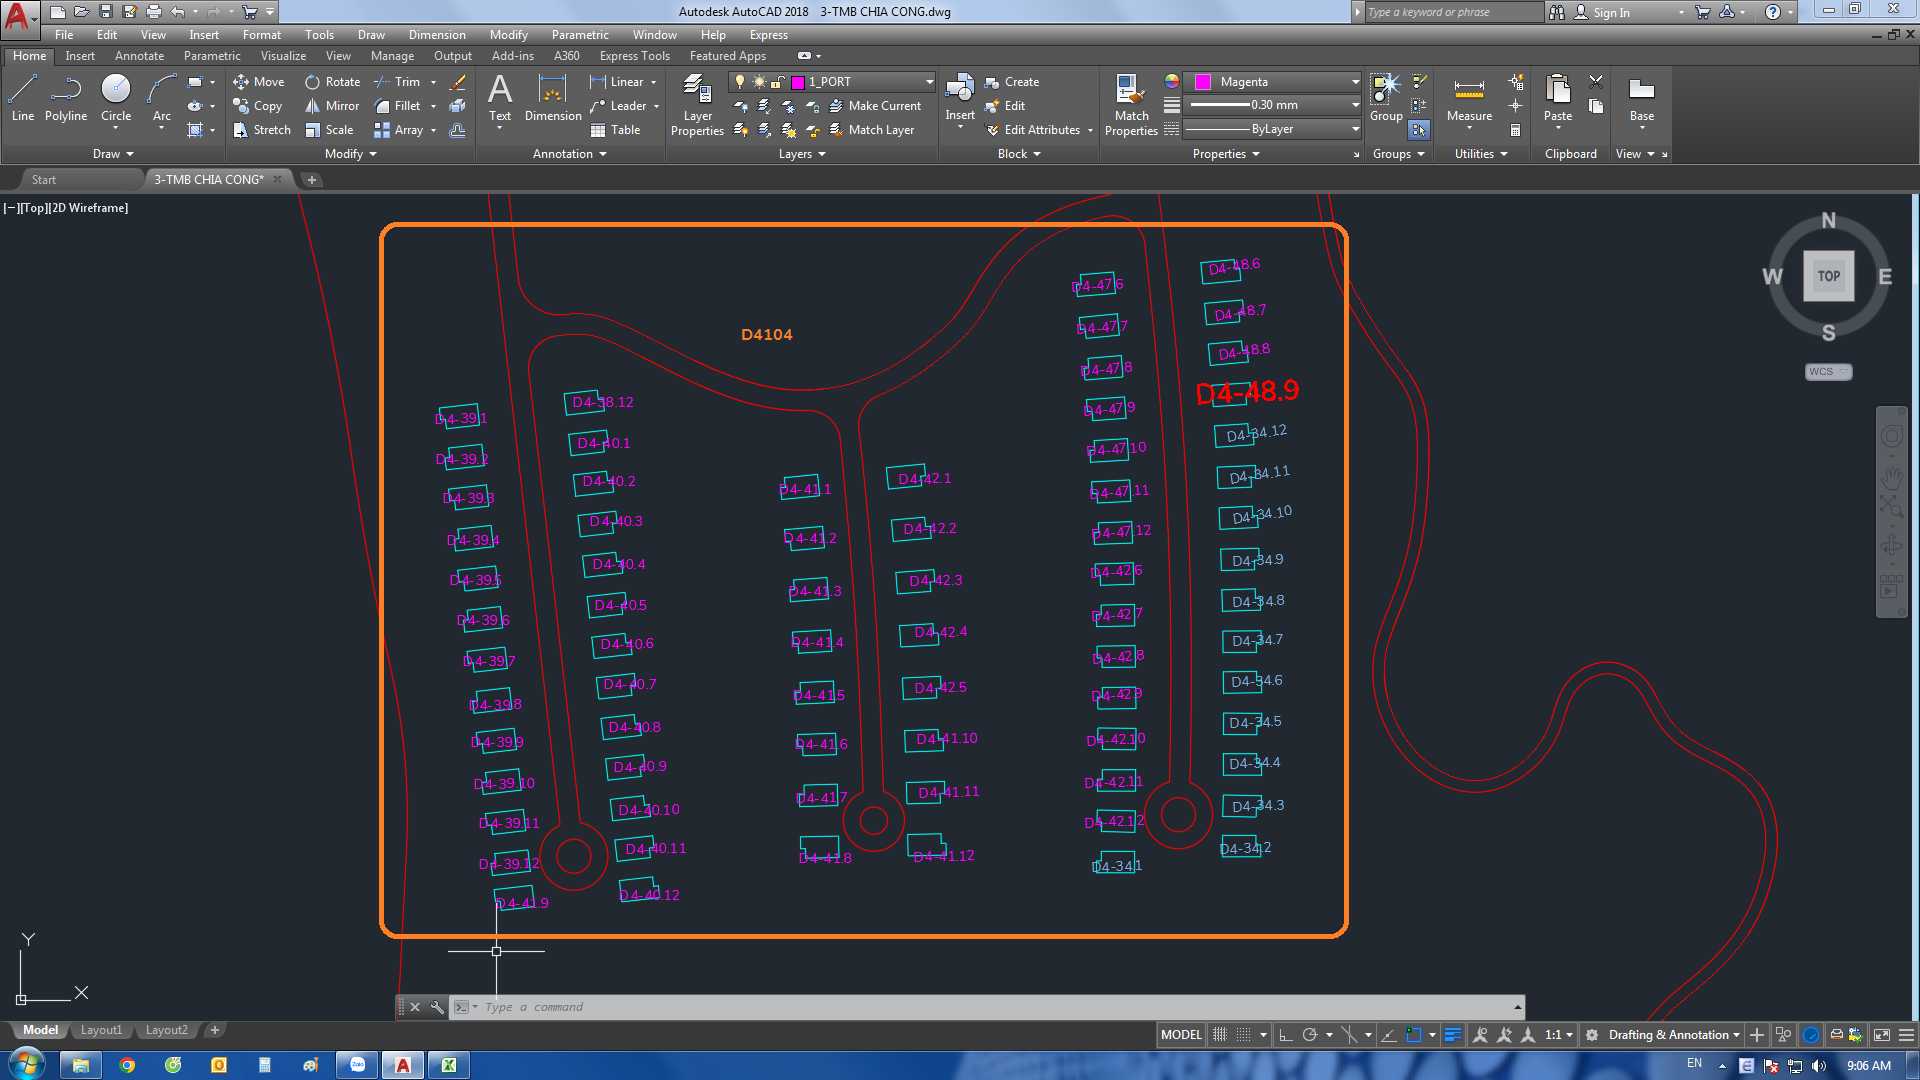 Autodesk AutoCAD 2018 3-TMB CHIA CONG.dwg
Type a keyword or phrase
Sign In
File Edit View Insert Format Tools Draw Dimension Modify Parametric Window Help Express
Home Insert Annotate Parametric Visualize View Manage Output Add-ins A360 Express Tools Featured Apps
Line Polyline Circle Arc
Move Rotate Trim
Copy Mirror Fillet
Stretch Scale Array
Text Dimension
Linear
Leader
Table
Layer Properties
1_PORT
Make Current
Match Layer
Insert
Create
Edit
Edit Attributes
Match Properties
Magenta
0.30 mm
ByLayer
Group
Measure
Paste
Base
Draw Modify Annotation Layers Block Properties Groups Utilities Clipboard View
Start 3-TMB CHIA CONG*
[−][Top][2D Wireframe]
N
W TOP E
S
WCS
D4104
D4-39.1
D4-39.2
D4-39.3
D4-39.4
D4-39.5
D4-39.6
D4-39.7
D4-39.8
D4-39.9
D4-39.10
D4-39.11
D4-39.12
D4-41.9
D4-38.12
D4-40.1
D4-40.2
D4-40.3
D4-40.4
D4-40.5
D4-40.6
D4-40.7
D4-40.8
D4-40.9
D4-40.10
D4-40.11
D4-40.12
D4-41.1
D4-41.2
D4-41.3
D4-41.4
D4-41.5
D4-41.6
D4-41.7
D4-41.8
D4-42.1
D4-42.2
D4-42.3
D4-42.4
D4-42.5
D4-41.10
D4-41.11
D4-41.12
D4-47.6
D4-47.7
D4-47.8
D4-47.9
D4-47.10
D4-47.11
D4-47.12
D4-42.6
D4-42.7
D4-42.8
D4-42.9
D4-42.10
D4-42.11
D4-42.12
D4-34.1
D4-48.6
D4-48.7
D4-48.8
D4-48.9
D4-34.12
D4-34.11
D4-34.10
D4-34.9
D4-34.8
D4-34.7
D4-34.6
D4-34.5
D4-34.4
D4-34.3
D4-34.2
Y
X
Type a command
Model Layout1 Layout2
MODEL 1:1 Drafting & Annotation
Zalo
EN 9:06 AM